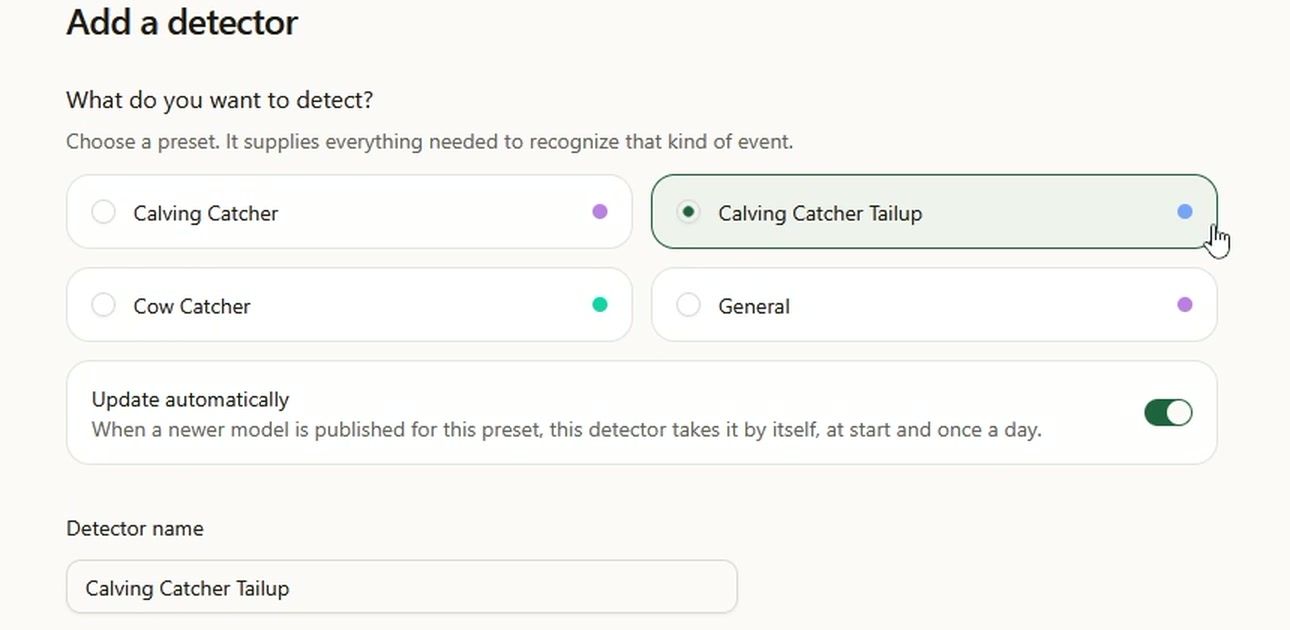 Add a detector
What do you want to detect?
Choose a preset. It supplies everything needed to recognize that kind of event.
Calving Catcher
Calving Catcher Tailup
Cow Catcher
General
Update automatically
When a newer model is published for this preset, this detector takes it by itself, at start and once a day.
Detector name
Calving Catcher Tailup